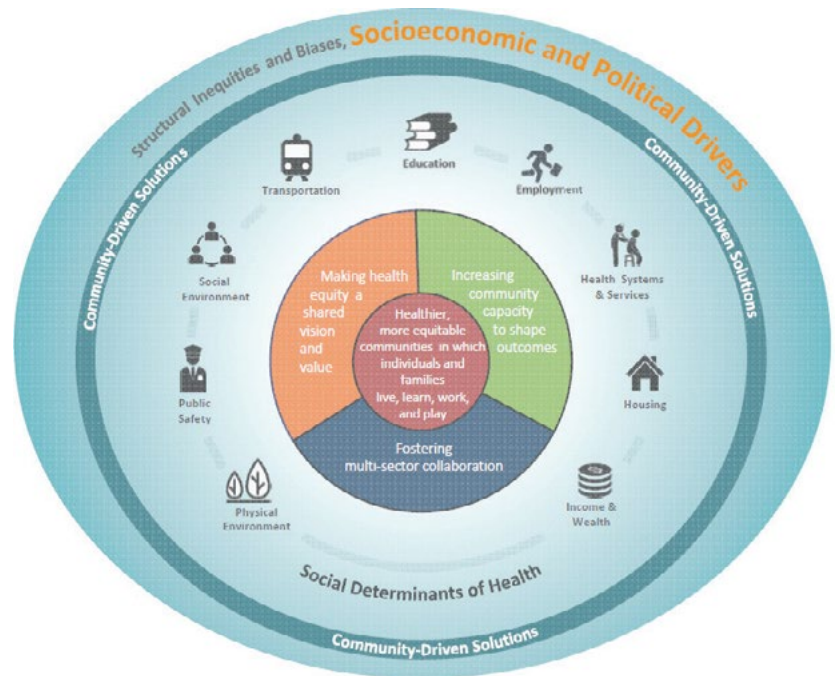 Structural Inequities and Biases, Socioeconomic and Political Drivers
Community-Driven Solutions
Community-Driven Solutions
Education
Transportation
Employment
Social
Environment
Health Systems
& Services
Making health
equity a
shared
vision
and
value
Increasing
community
capacity
to shape
outcomes
Healthier,
more equitable
communities in which
individuals and
families
live, learn, work,
and play
Public
Safety
Housing
Fostering
multi-sector collaboration
Physical
Environment
Income &
Wealth
Social Determinants of Health
Community-Driven Solutions